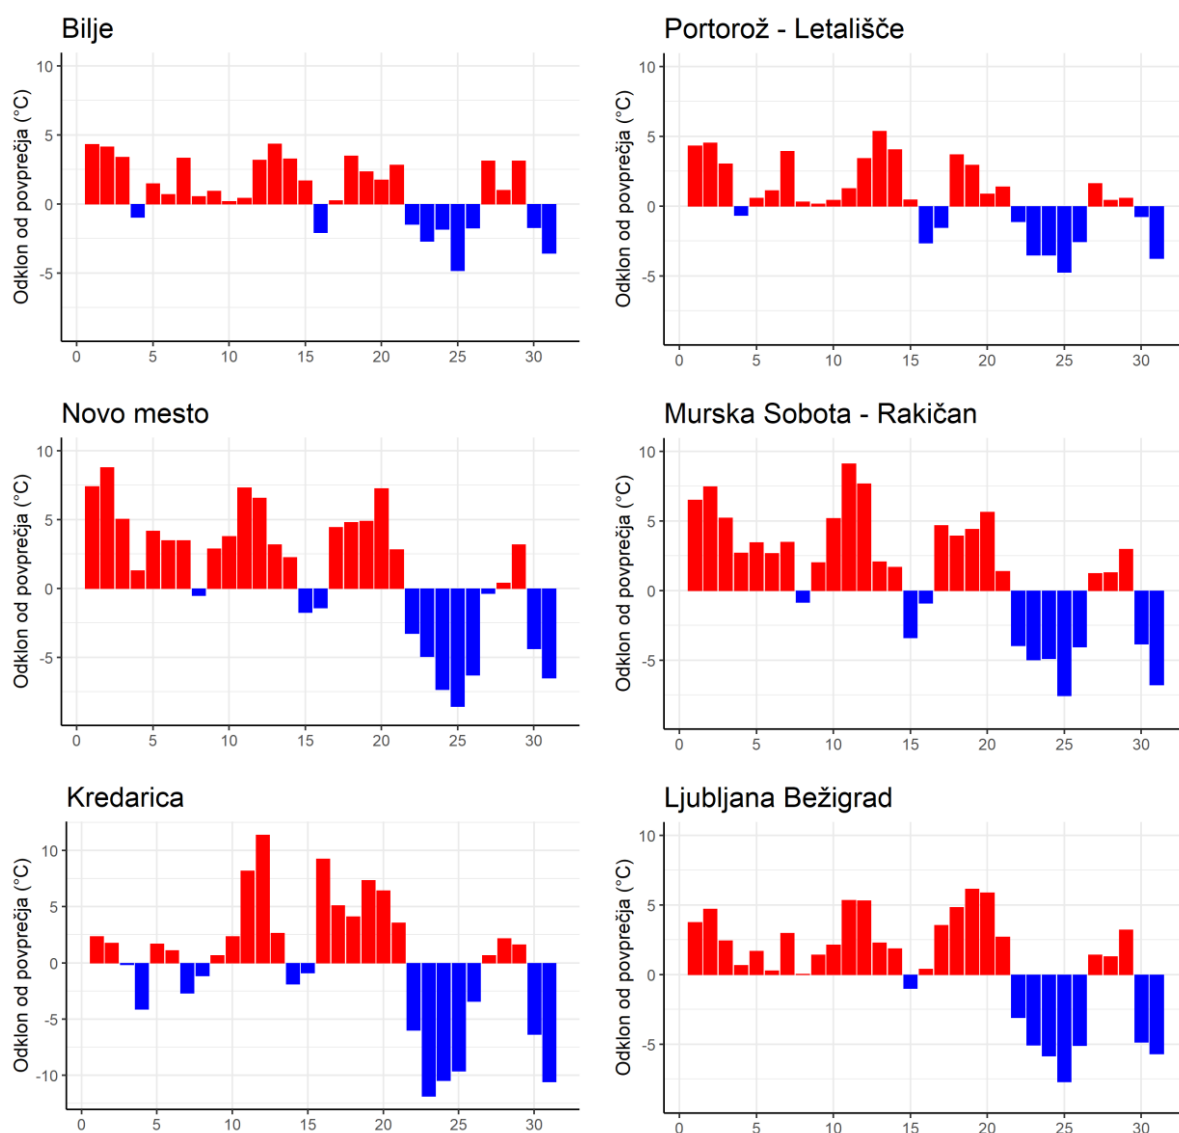 Bilje
Odklon od povprečja (°C)
10
5
0
-5
0 5 10 15 20 25 30
Portorož - Letališče
Odklon od povprečja (°C)
10
5
0
-5
0 5 10 15 20 25 30
Novo mesto
Odklon od povprečja (°C)
10
5
0
-5
0 5 10 15 20 25 30
Murska Sobota - Rakičan
Odklon od povprečja (°C)
10
5
0
-5
0 5 10 15 20 25 30
Kredarica
Odklon od povprečja (°C)
10
5
0
-5
-10
0 5 10 15 20 25 30
Ljubljana Bežigrad
Odklon od povprečja (°C)
10
5
0
-5
0 5 10 15 20 25 30